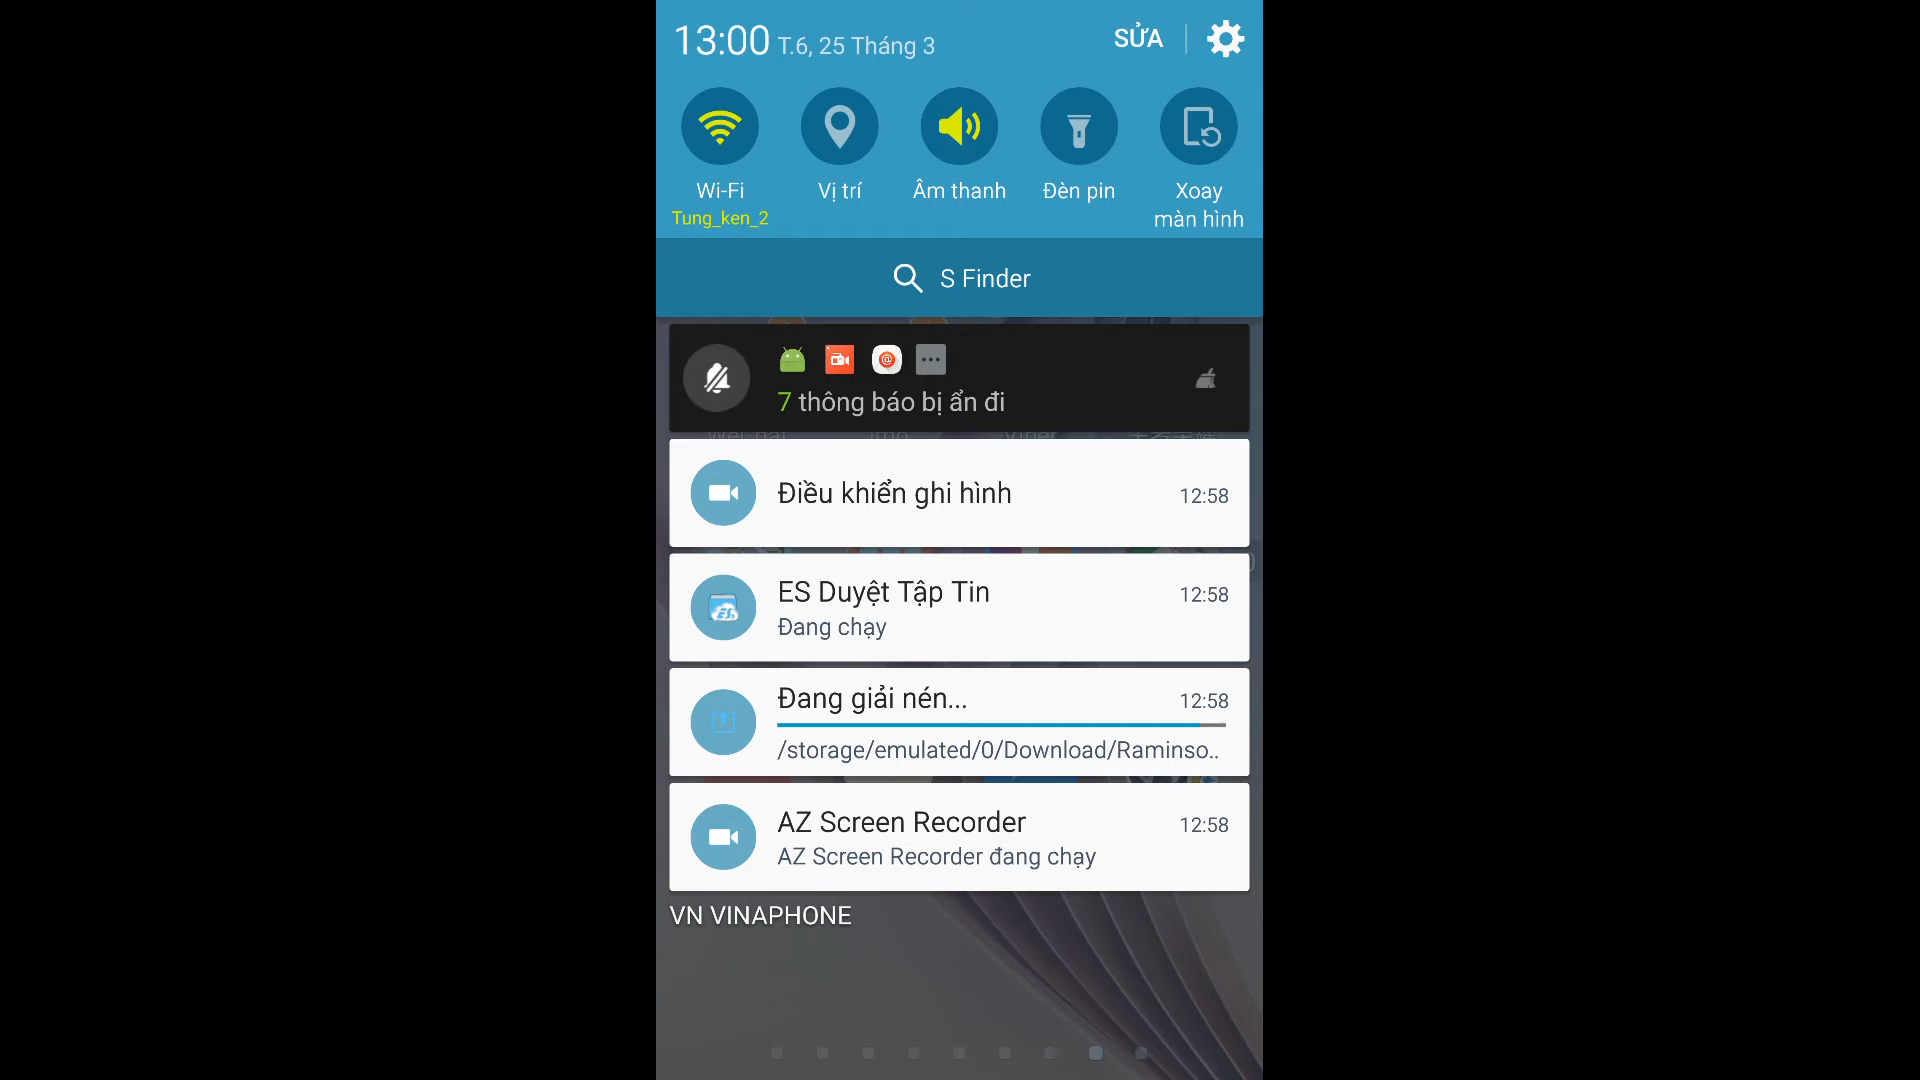 13:00 T.6, 25 Tháng 3
SỬA
Wi-Fi
Tung_ken_2
Vị trí
Âm thanh
Đèn pin
Xoay
màn hình
S Finder
7 thông báo bị ẩn đi
Điều khiển ghi hình
12:58
ES Duyệt Tập Tin
12:58
Đang chạy
Đang giải nén...
12:58
/storage/emulated/0/Download/Raminso..
AZ Screen Recorder
12:58
AZ Screen Recorder đang chạy
VN VINAPHONE